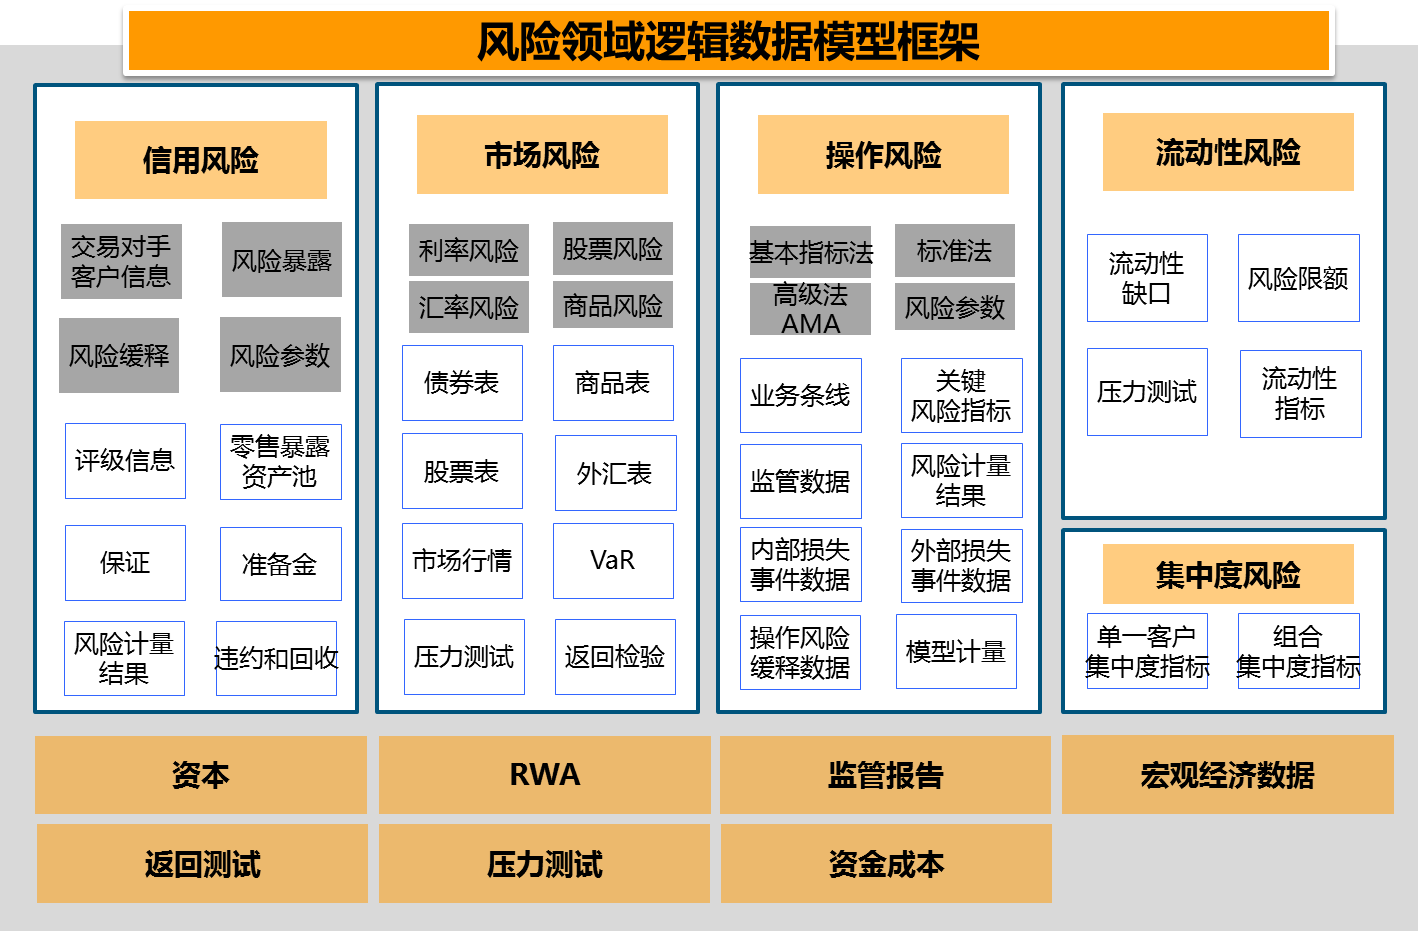 风险领域逻辑数据模型框架
信用风险
交易对手
客户信息
风险暴露
风险缓释
风险参数
评级信息
零售暴露
资产池
保证
准备金
风险计量
结果
违约和回收
市场风险
利率风险
股票风险
汇率风险
商品风险
债券表
商品表
股票表
外汇表
市场行情
VaR
压力测试
返回检验
操作风险
基本指标法
标准法
高级法
AMA
风险参数
业务条线
关键
风险指标
监管数据
风险计量
结果
内部损失
事件数据
外部损失
事件数据
操作风险
缓释数据
模型计量
流动性风险
流动性
缺口
风险限额
压力测试
流动性
指标
集中度风险
单一客户
集中度指标
组合
集中度指标
资本
RWA
监管报告
宏观经济数据
返回测试
压力测试
资金成本